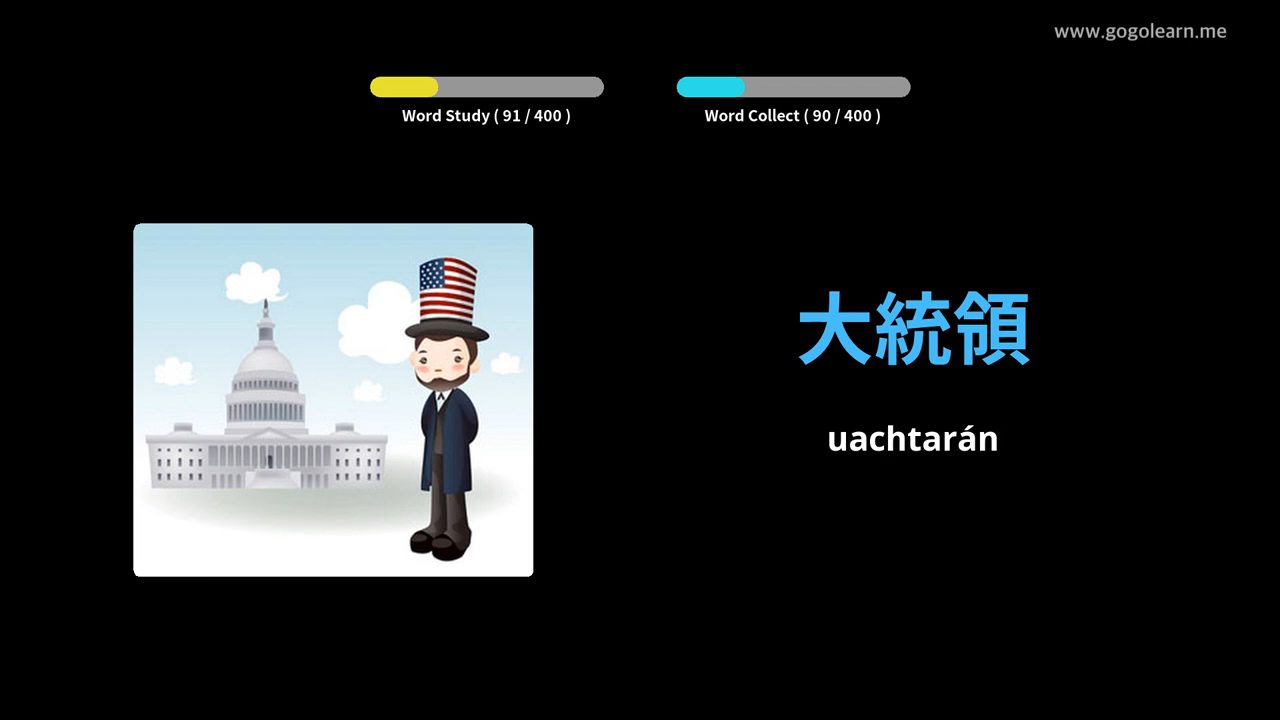 www.gogolearn.me
Word Study ( 91 / 400 )
Word Collect ( 90 / 400 )
大統領
uachtarán